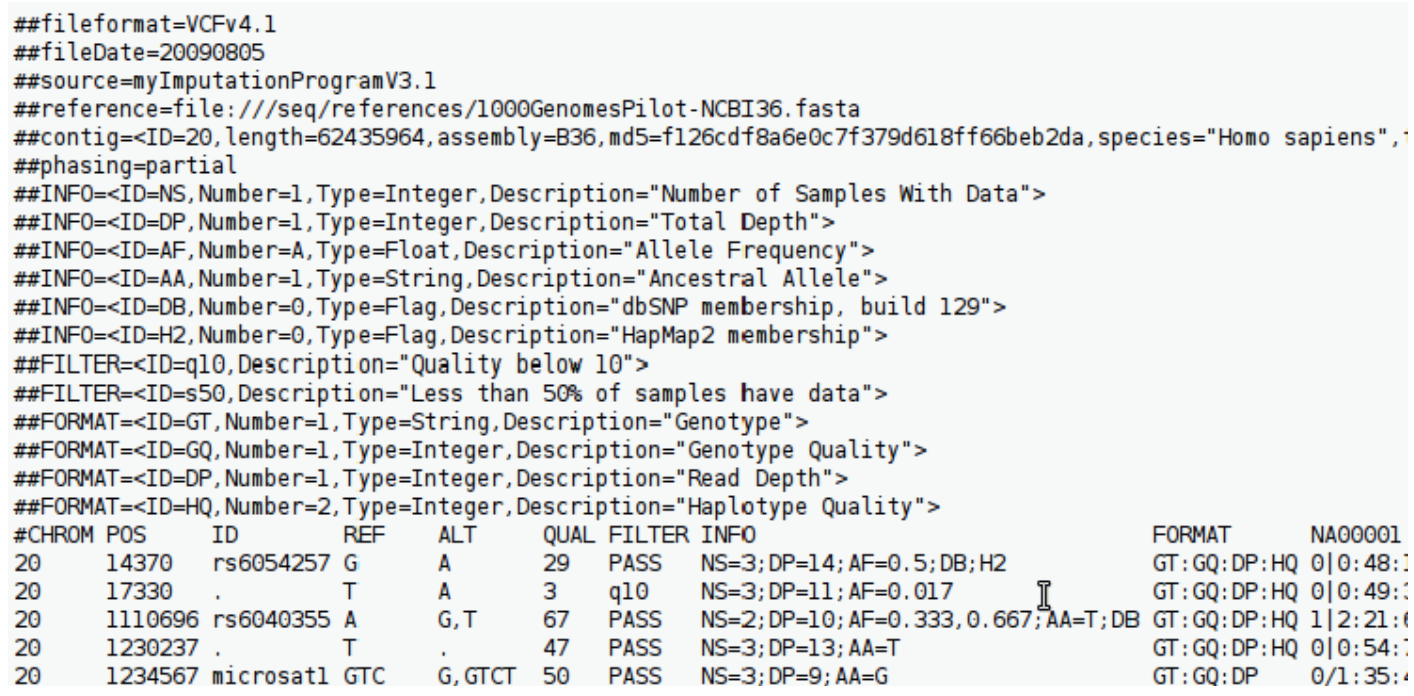 ##fileformat=VCFv4.1
##fileDate=20090805
##source=myImputationProgramV3.1
##reference=file:///seq/references/1000GenomesPilot-NCBI36.fasta
##contig=<ID=20,length=62435964,assembly=B36,md5=f126cdf8a6e0c7f379d618ff66beb2da,species="Homo sapiens",
##phasing=partial
##INFO=<ID=NS,Number=1,Type=Integer,Description="Number of Samples With Data">
##INFO=<ID=DP,Number=1,Type=Integer,Description="Total Depth">
##INFO=<ID=AF,Number=A,Type=Float,Description="Allele Frequency">
##INFO=<ID=AA,Number=1,Type=String,Description="Ancestral Allele">
##INFO=<ID=DB,Number=0,Type=Flag,Description="dbSNP membership, build 129">
##INFO=<ID=H2,Number=0,Type=Flag,Description="HapMap2 membership">
##FILTER=<ID=q10,Description="Quality below 10">
##FILTER=<ID=s50,Description="Less than 50% of samples have data">
##FORMAT=<ID=GT,Number=1,Type=String,Description="Genotype">
##FORMAT=<ID=GQ,Number=1,Type=Integer,Description="Genotype Quality">
##FORMAT=<ID=DP,Number=1,Type=Integer,Description="Read Depth">
##FORMAT=<ID=HQ,Number=2,Type=Integer,Description="Haplotype Quality">
#CHROM POS ID REF ALT QUAL FILTER INFO FORMAT NA00001
20 14370 rs6054257 G A 29 PASS NS=3;DP=14;AF=0.5;DB;H2 GT:GQ:DP:HQ 0|0:48:
20 17330 . T A 3 q10 NS=3;DP=11;AF=0.017 GT:GQ:DP:HQ 0|0:49:
20 1110696 rs6040355 A G,T 67 PASS NS=2;DP=10;AF=0.333,0.667;AA=T;DB GT:GQ:DP:HQ 1|2:21:
20 1230237 . T . 47 PASS NS=3;DP=13;AA=T GT:GQ:DP:HQ 0|0:54:
20 1234567 microsat1 GTC G,GTCT 50 PASS NS=3;DP=9;AA=G GT:GQ:DP 0/1:35: